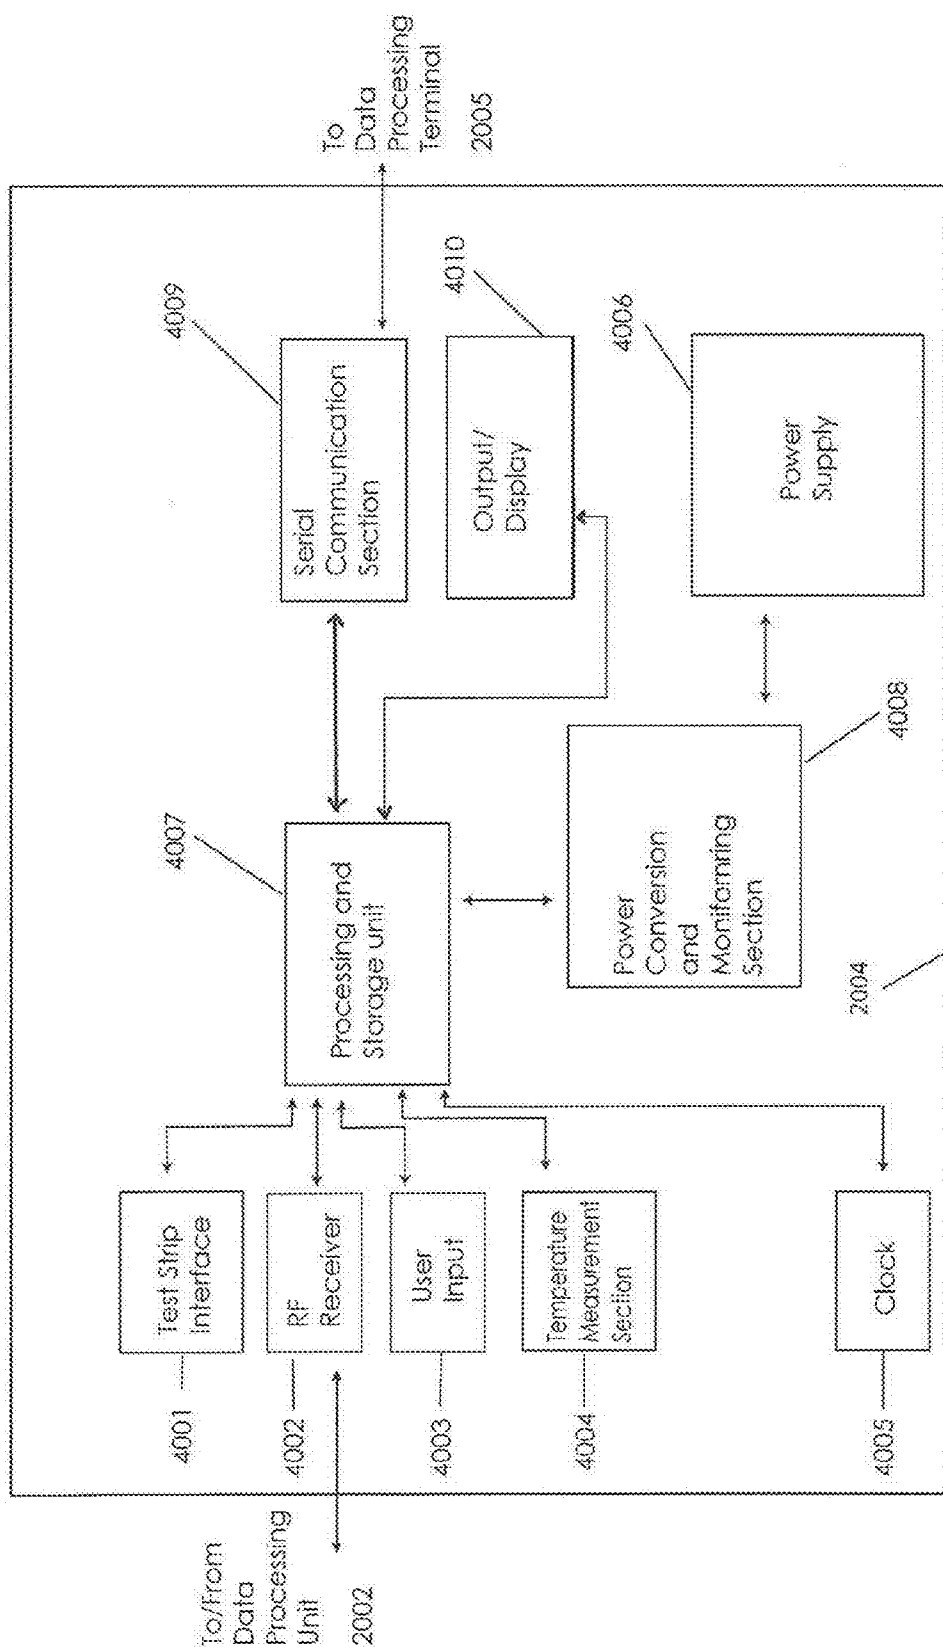 To/From
Data
Processing
Unit
2002
4001
Test Strip
Interface
4002
RF
Receiver
4003
User
Input
4004
Temperature
Measurement
Section
4005
Clock
4007
Processing and
Storage unit
Power
Conversion
and
Monifamring
Section
4008
2004
4009
Serial
Communication
Section
4010
Output/
Display
4006
Power
Supply
To
Data
Processing
Terminal
2005